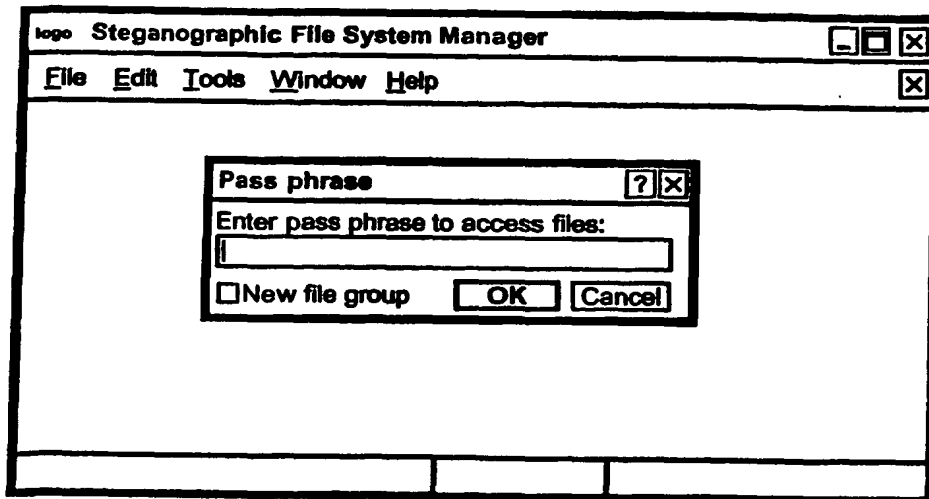 logo Steganographic File System Manager
File Edit Tools Window Help
Pass phrase
Enter pass phrase to access files:
New file group OK Cancel